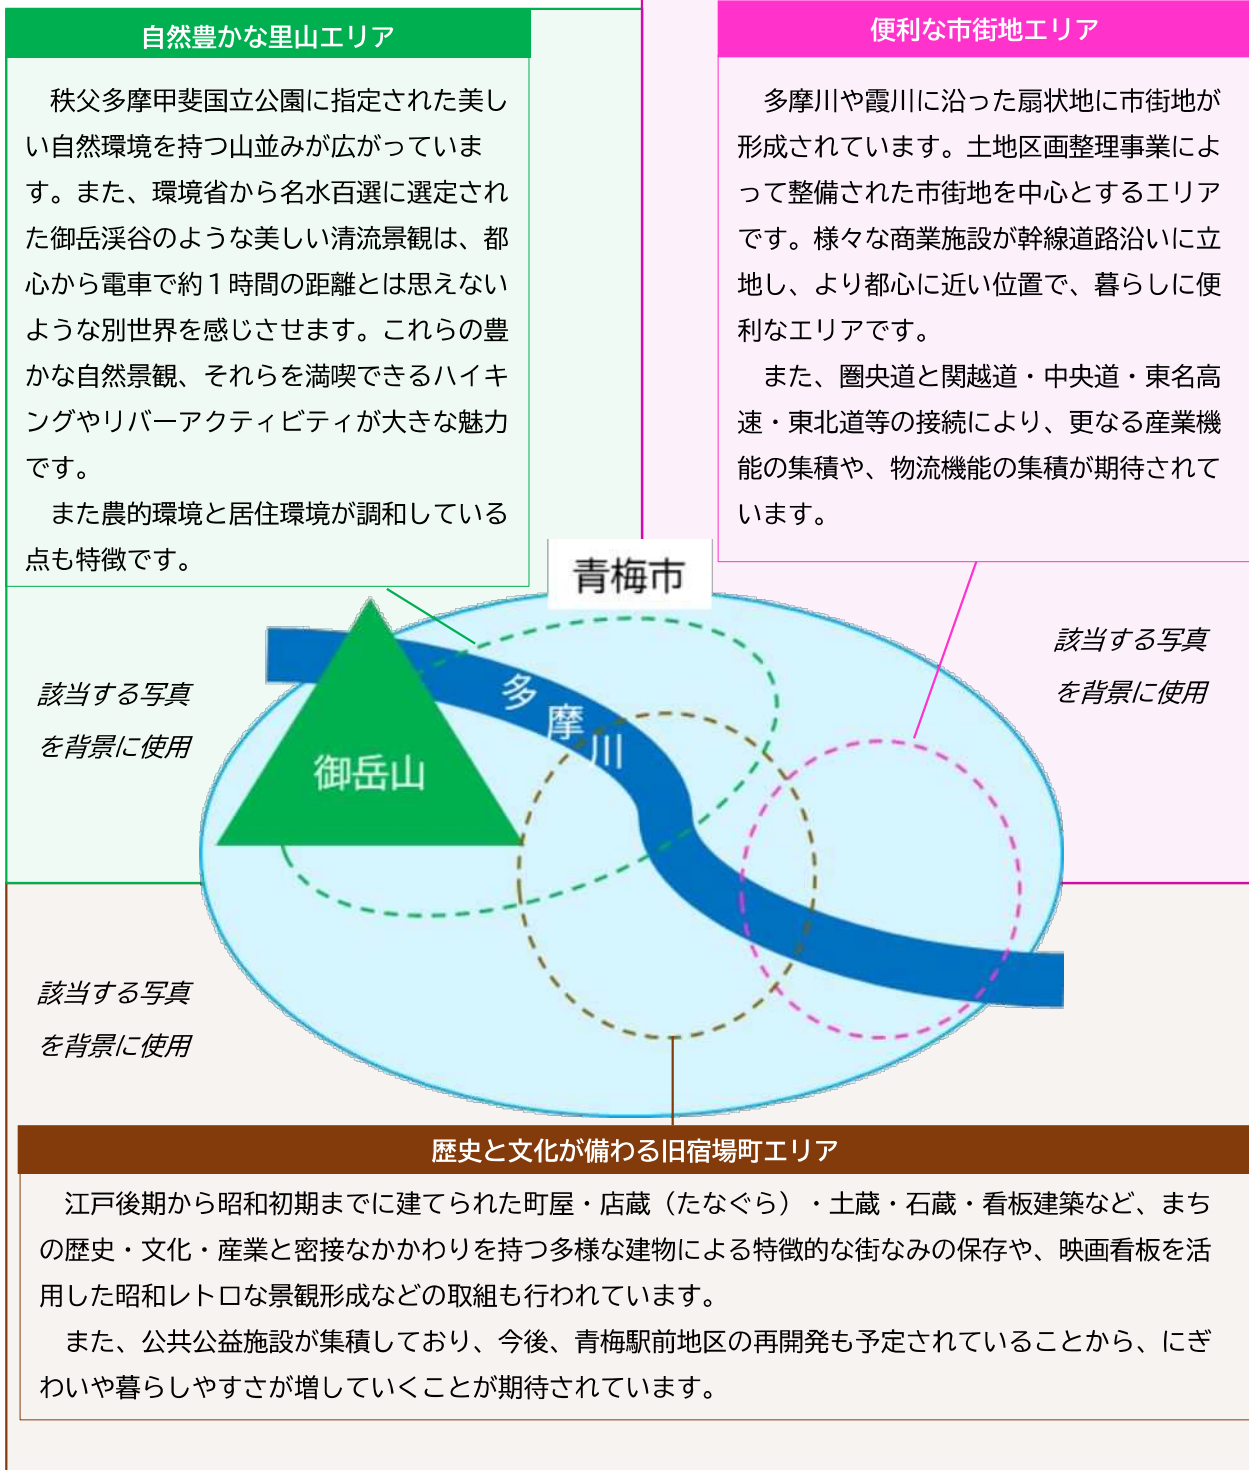 自然豊かな里山エリア
　秩父多摩甲斐国立公園に指定された美し
い自然環境を持つ山並みが広がっていま
す。また、環境省から名水百選に選定され
た御岳渓谷のような美しい清流景観は、都
心から電車で約１時間の距離とは思えない
ような別世界を感じさせます。これらの豊
かな自然景観、それらを満喫できるハイキ
ングやリバーアクティビティが大きな魅力
です。
　また農的環境と居住環境が調和している
点も特徴です。
便利な市街地エリア
　多摩川や霞川に沿った扇状地に市街地が
形成されています。土地区画整理事業によ
って整備された市街地を中心とするエリア
です。様々な商業施設が幹線道路沿いに立
地し、より都心に近い位置で、暮らしに便
利なエリアです。
　また、圏央道と関越道・中央道・東名高
速・東北道等の接続により、更なる産業機
能の集積や、物流機能の集積が期待されて
います。
青梅市
該当する写真
を背景に使用
該当する写真
を背景に使用
多摩川
御岳山
該当する写真
を背景に使用
歴史と文化が備わる旧宿場町エリア
　江戸後期から昭和初期までに建てられた町屋・店蔵（たなぐら）・土蔵・石蔵・看板建築など、まち
の歴史・文化・産業と密接なかかわりを持つ多様な建物による特徴的な街なみの保存や、映画看板を活
用した昭和レトロな景観形成などの取組も行われています。
　また、公共公益施設が集積しており、今後、青梅駅前地区の再開発も予定されていることから、にぎ
わいや暮らしやすさが増していくことが期待されています。